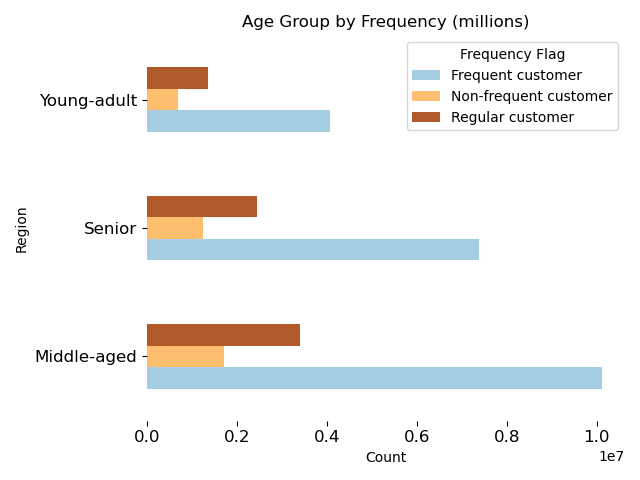 Age Group by Frequency (millions)
Frequency Flag
Frequent customer
Non-frequent customer
Regular customer
Young-adult
Senior
Middle-aged
Region
0.0 0.2 0.4 0.6 0.8 1.0
1e7
Count